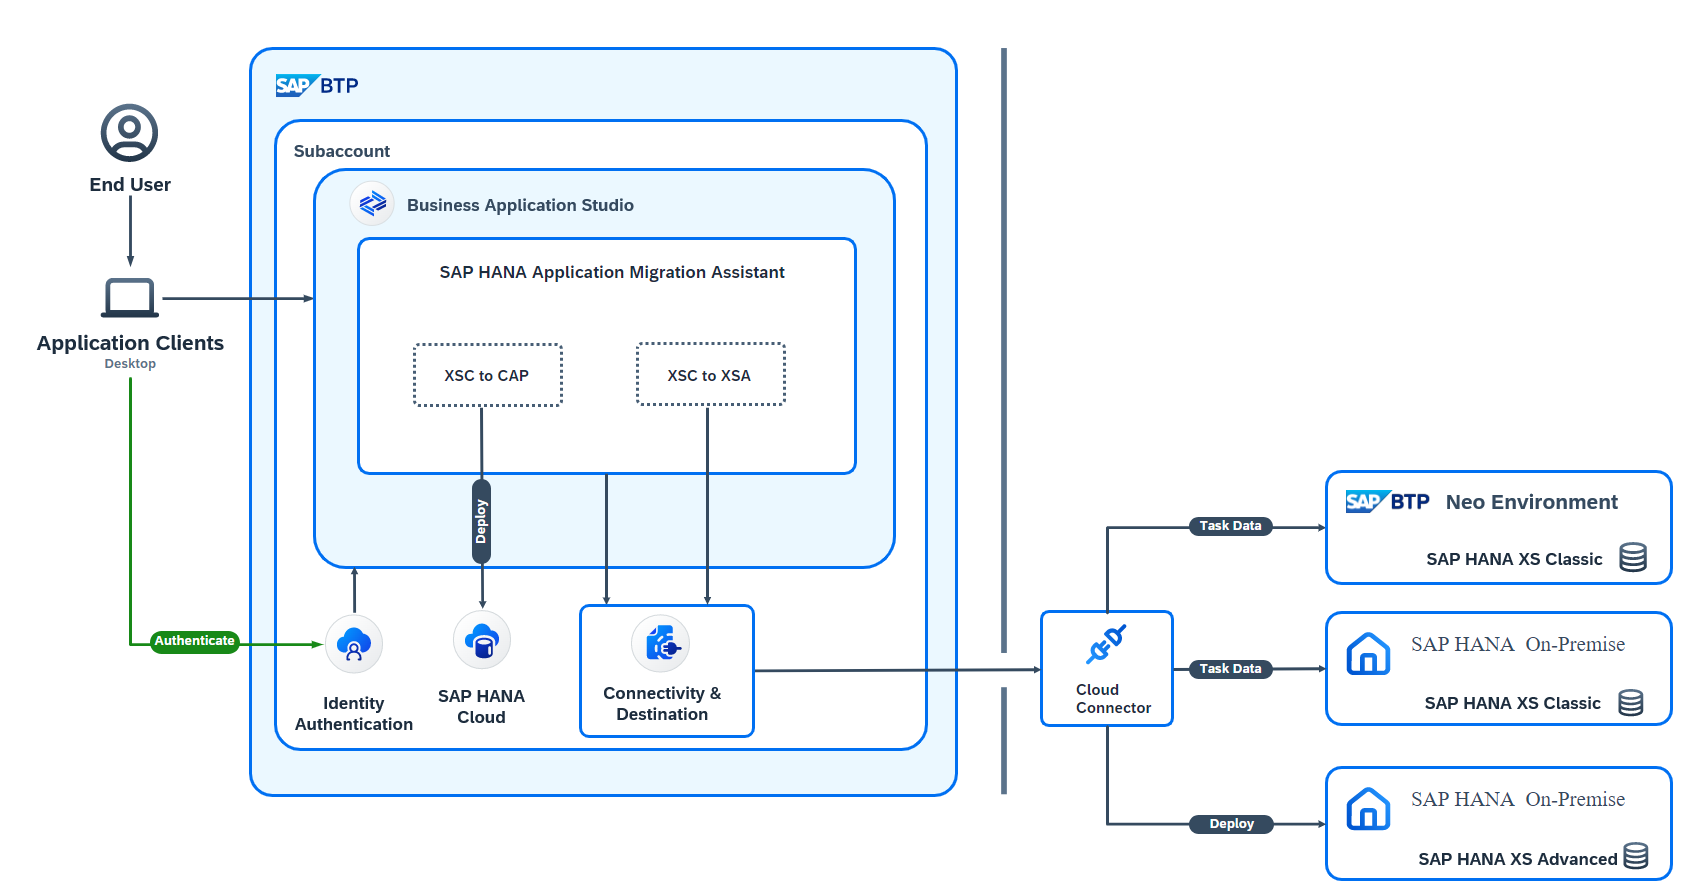 SAP BTP
Subaccount
End User
Business Application Studio
SAP HANA Application Migration Assistant
Application Clients
Desktop
XSC to CAP
XSC to XSA
Deploy
Authenticate
Identity
Authentication
SAP HANA
Cloud
Connectivity &
Destination
Cloud
Connector
Task Data
Task Data
Deploy
SAP BTP Neo Environment
SAP HANA XS Classic
SAP HANA On-Premise
SAP HANA XS Classic
SAP HANA On-Premise
SAP HANA XS Advanced